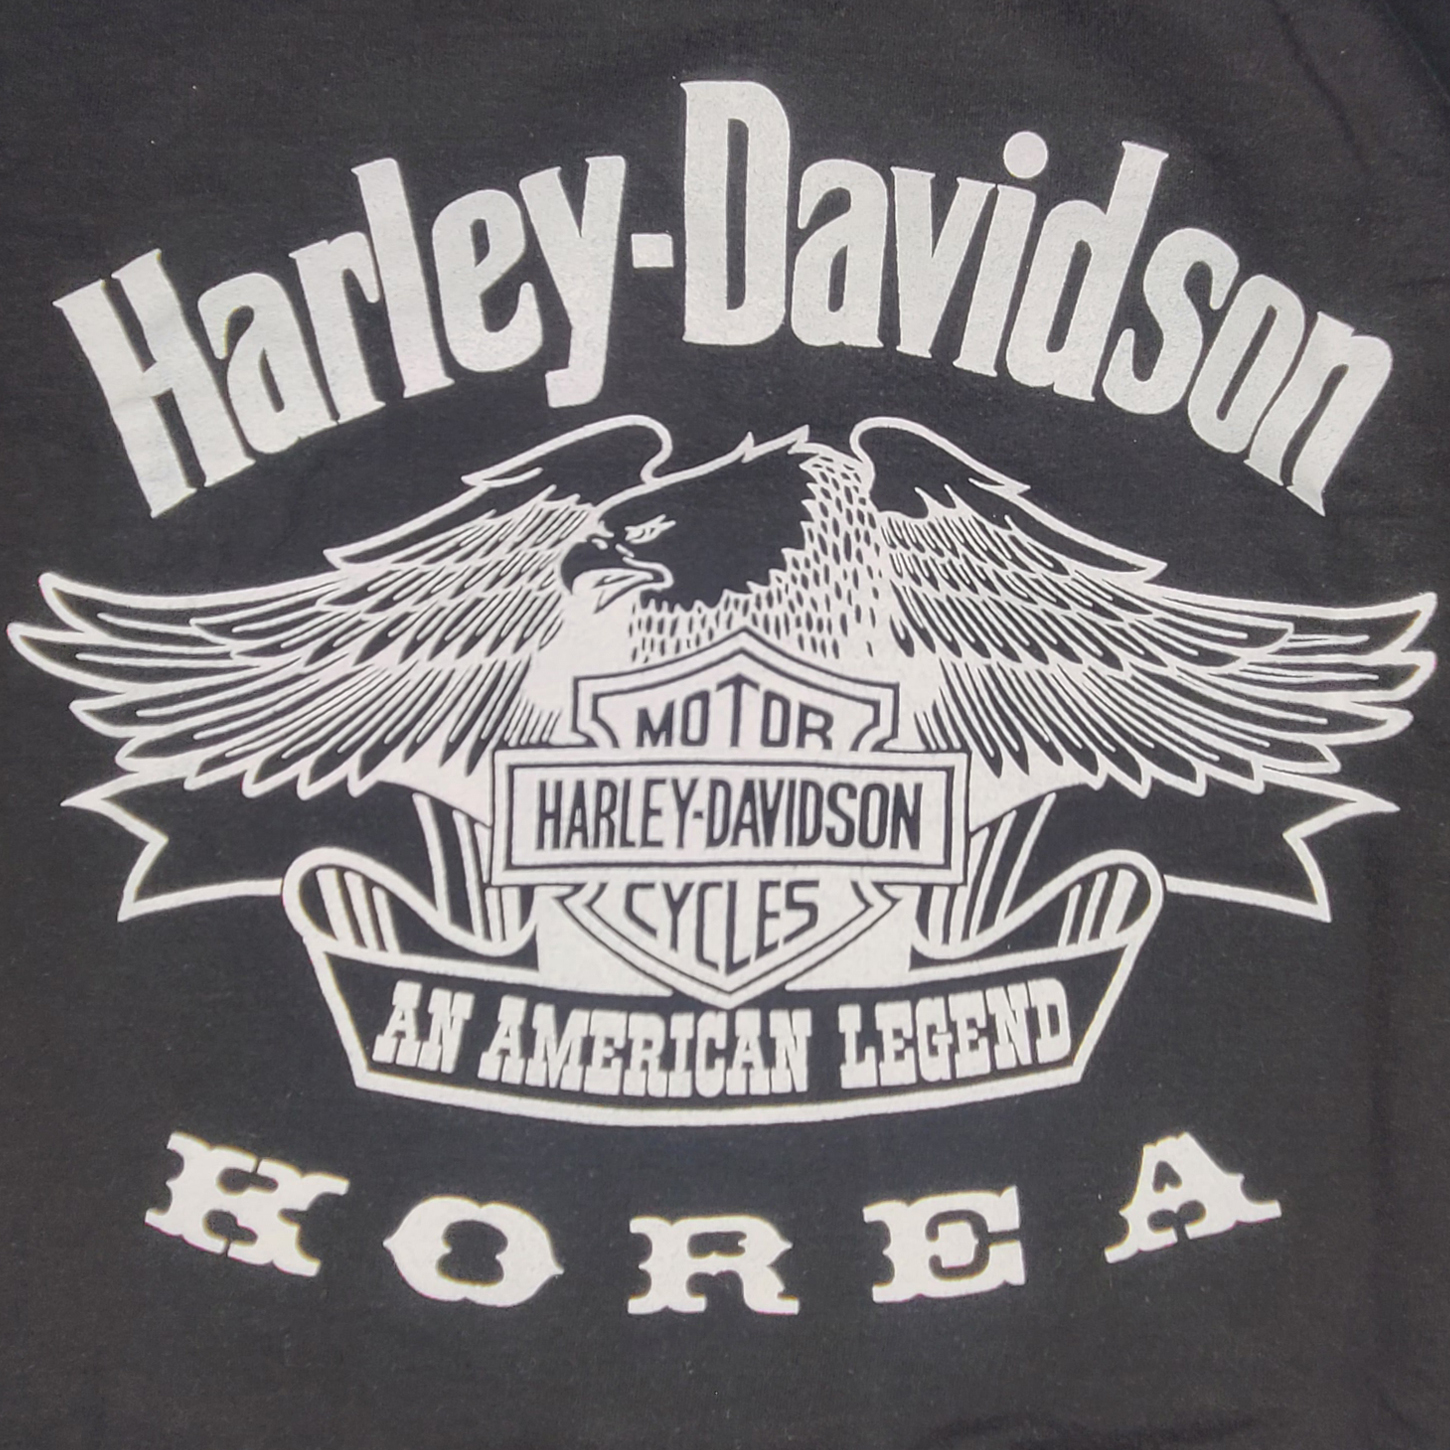 Harley-Davidson
MOTOR
HARLEY-DAVIDSON
CYCLES
AN AMERICAN LEGEND
KOREA